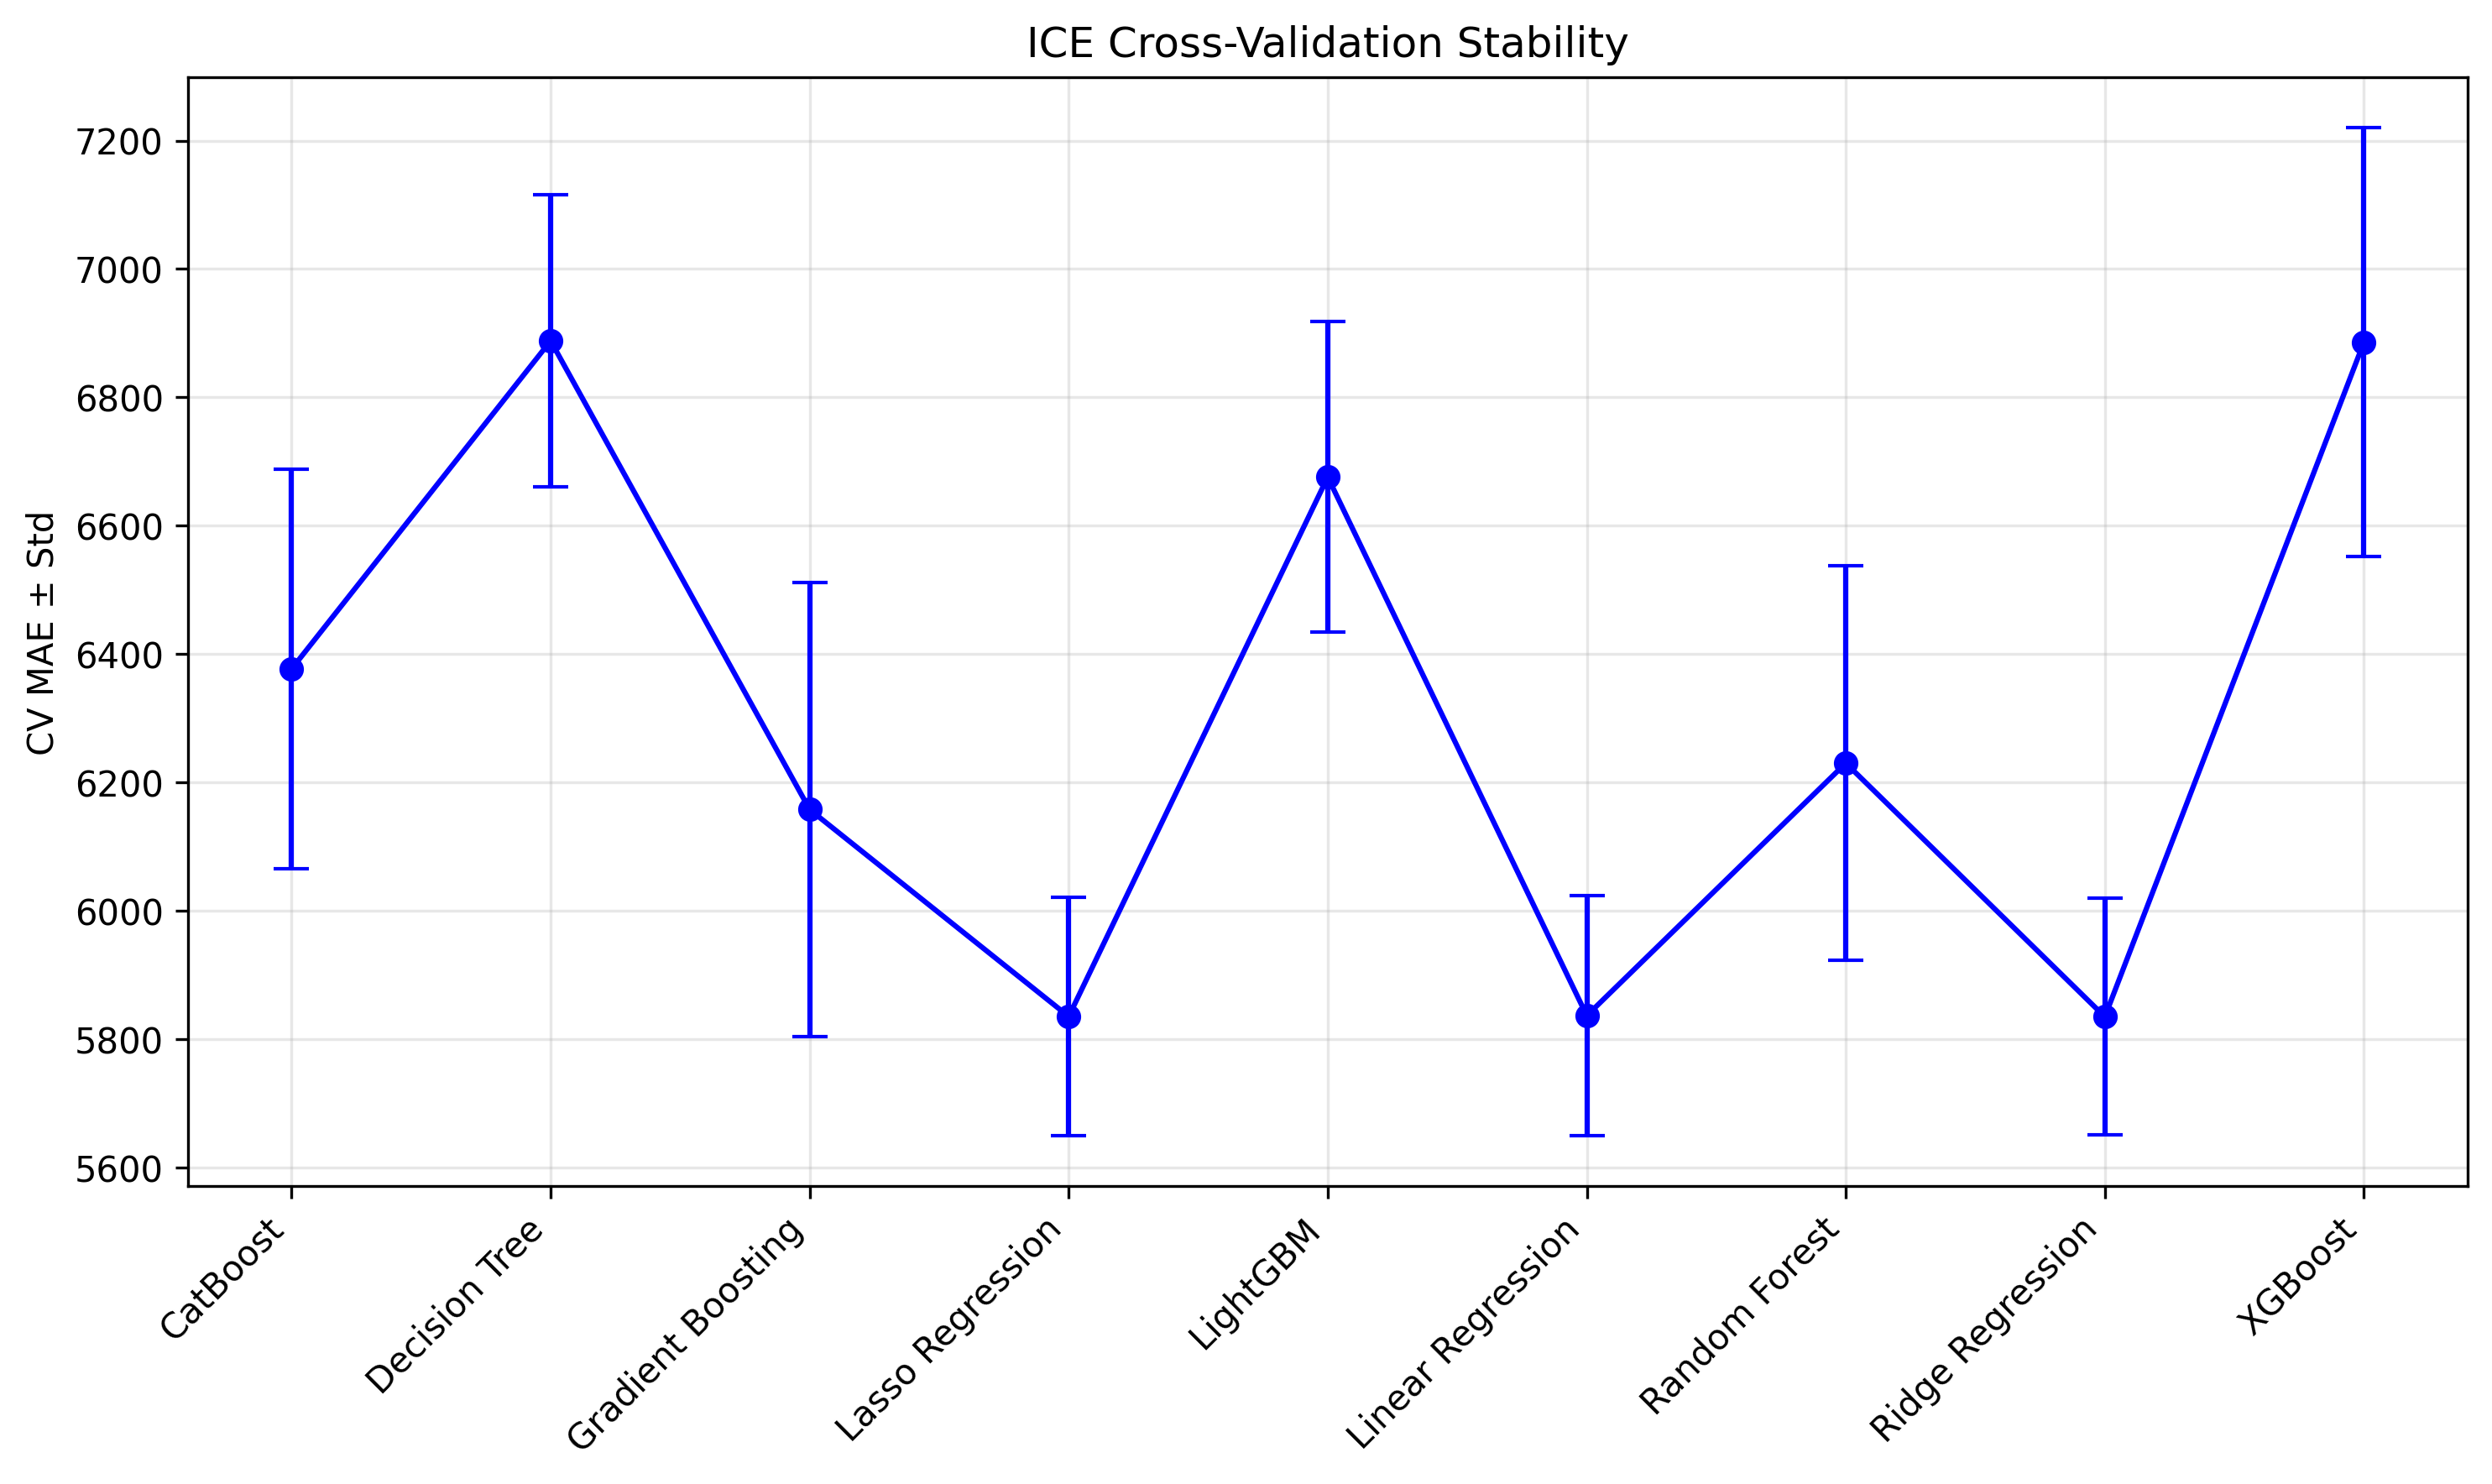 ICE Cross-Validation Stability
CV MAE ± Std
7200
7000
6800
6600
6400
6200
6000
5800
5600
CatBoost
Decision Tree
Gradient Boosting
Lasso Regression
LightGBM
Linear Regression
Random Forest
Ridge Regression
XGBoost